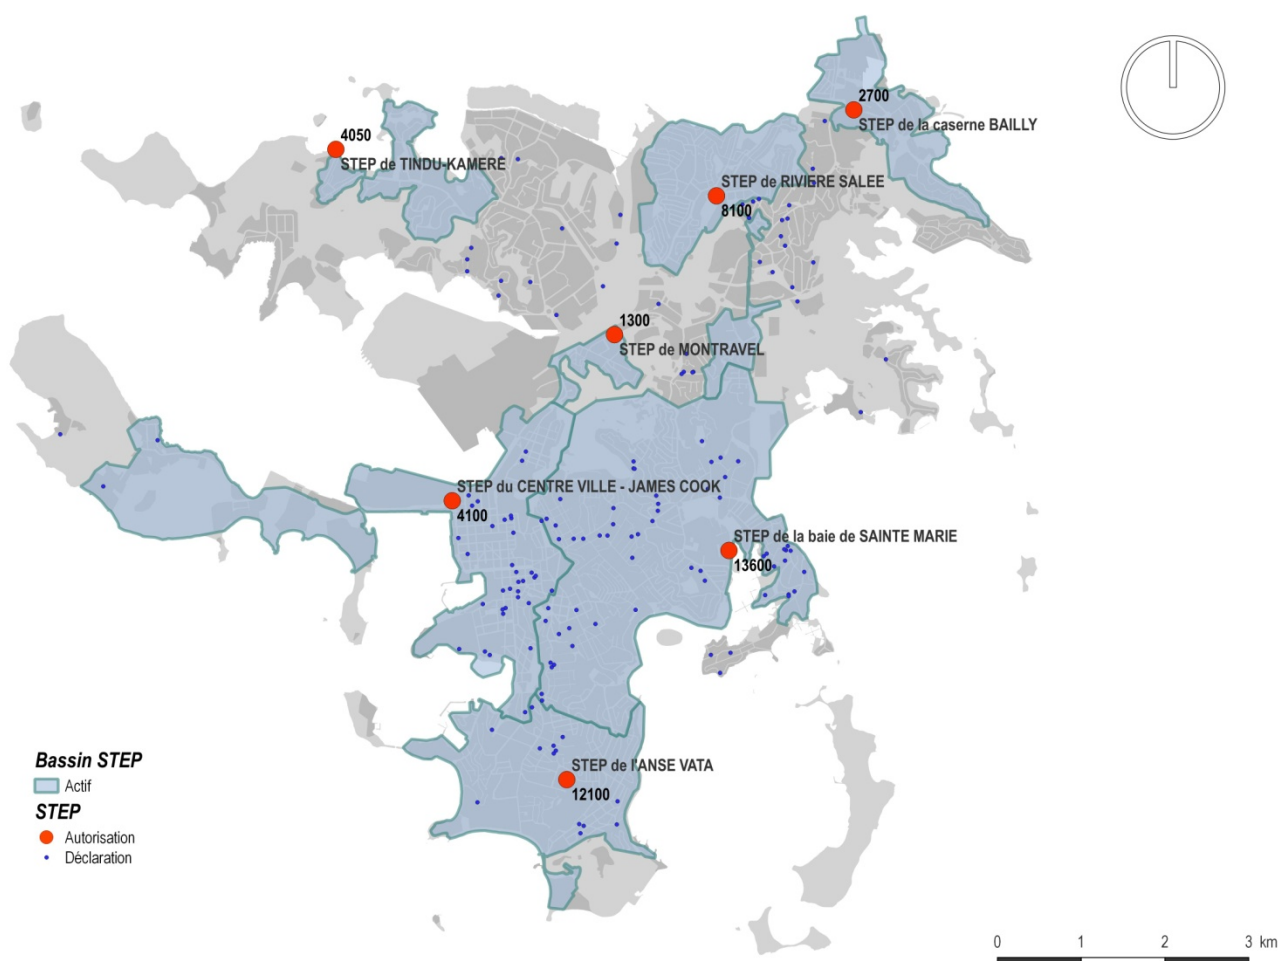 2700
STEP de la caserne BAILLY
4050
STEP de TINDU-KAMERE
STEP de RIVIERE SALEE
8100
1300
STEP de MONTRAVEL
STEP du CENTRE VILLE - JAMES COOK
4100
STEP de la baie de SAINTE MARIE
13600
STEP de l'ANSE VATA
12100
Bassin STEP
Actif
STEP
Autorisation
Déclaration
0 1 2 3 km